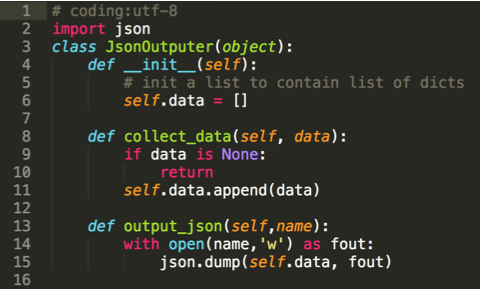 1 # coding:utf-8
2 import json
3 class JsonOutputer(object):
4     def __init__(self):
5         # init a list to contain list of dicts
6         self.data = []
7
8     def collect_data(self, data):
9         if data is None:
10             return
11         self.data.append(data)
12
13     def output_json(self,name):
14         with open(name,'w') as fout:
15             json.dump(self.data, fout)
16